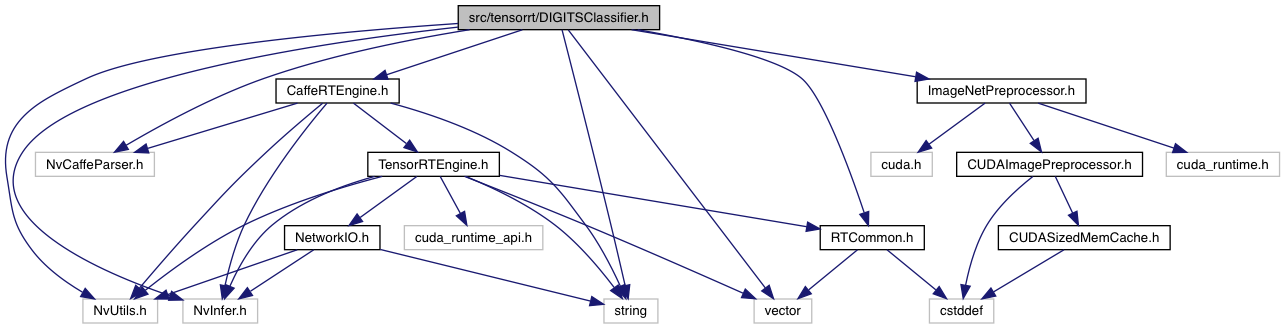 src/tensorrt/DIGITSClassifier.h
CaffeRTEngine.h
ImageNetPreprocessor.h
NvCaffeParser.h
TensorRTEngine.h
cuda.h
CUDAImagePreprocessor.h
cuda_runtime.h
NetworkIO.h
cuda_runtime_api.h
RTCommon.h
CUDASizedMemCache.h
NvUtils.h
NvInfer.h
string
vector
cstddef